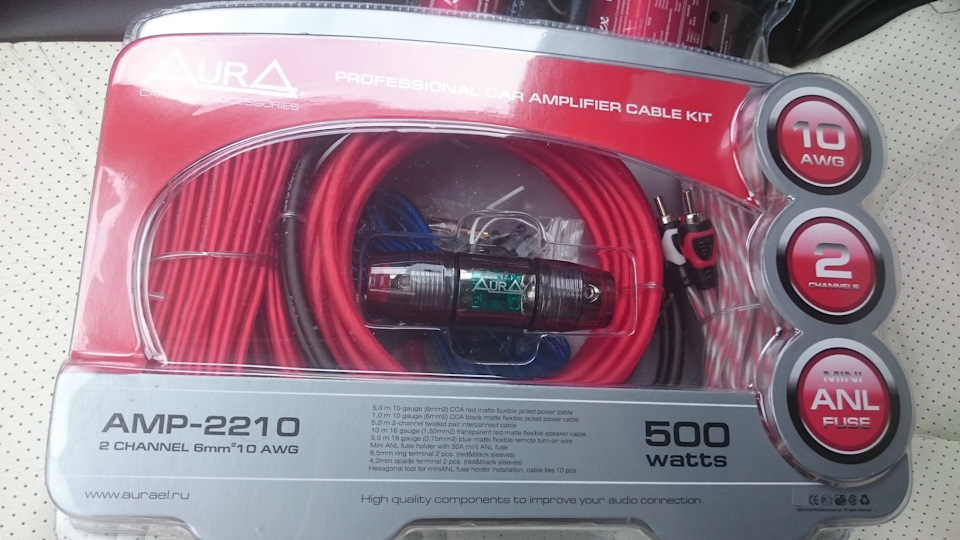 AURA
PROFESSIONAL CAR AMPLIFIER CABLE KIT
ACCESSORIES
10
AWG
2
CHANNELS
MINI
ANL
FUSE
AURA
AMP-2210
2 CHANNEL 6mm² 10 AWG
5,0 m 10 gauge (6mm2) CCA red matte flexible jacket power cable
1,0 m 10 gauge (6mm2) CCA black matte flexible jacket power cable
5,0 m 2-channel twisted pair interconnect cable
10 m 16 gauge (1,50mm2) transparent red matte flexible speaker cable
5,0 m 18 gauge (0,75mm2) blue matte flexible remote turn-on wire
Mini ANL fuse holder with 30A mini ANL fuse
8,5mm ring terminal 2 pcs. (red&black sleeves)
4,2mm spade terminal 2 pcs. (red&black sleeves)
Hexagonal tool for miniANL, fuse holder installation, cable ties 10 pcs.
500
watts
www.aurael.ru
High quality components to improve your audio connection